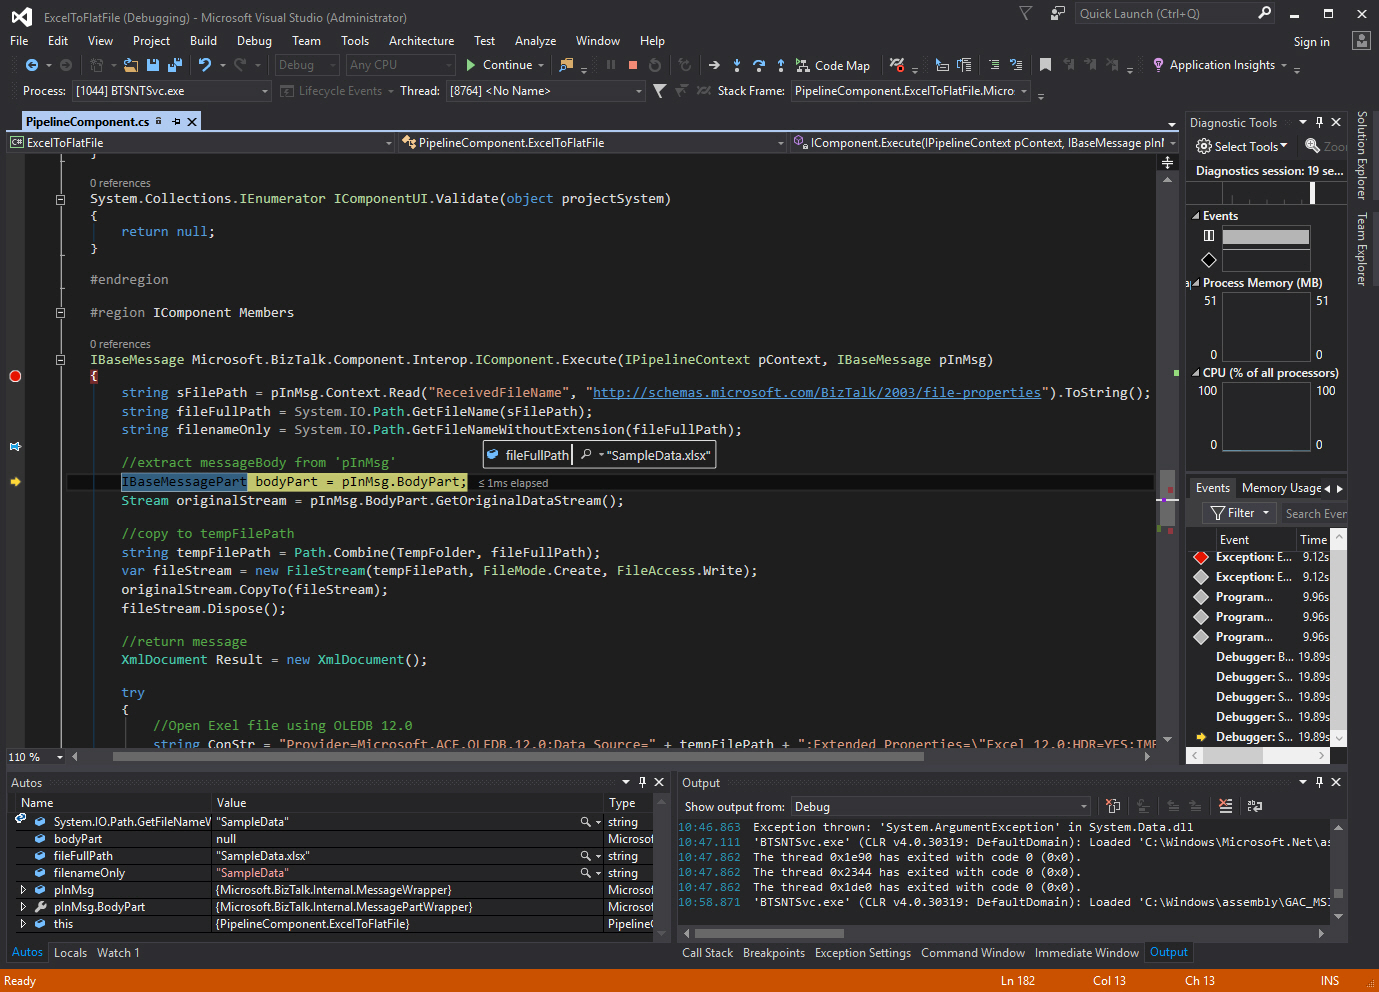 ExcelToFlatFile (Debugging) - Microsoft Visual Studio (Administrator)
Quick Launch (Ctrl+Q)
File Edit View Project Build Debug Team Tools Architecture Test Analyze Window Help
Sign in
Debug Any CPU Continue Code Map Application Insights
Process: [1044] BTSNTSvc.exe Lifecycle Events Thread: [8764] <No Name> Stack Frame: PipelineComponent.ExcelToFlatFile.Micros
PipelineComponent.cs
C# ExcelToFlatFile PipelineComponent.ExcelToFlatFile IComponent.Execute(IPipelineContext pContext, IBaseMessage pInM
}
0 references
System.Collections.IEnumerator IComponentUI.Validate(object projectSystem)
{
return null;
}
#endregion
#region IComponent Members
0 references
IBaseMessage Microsoft.BizTalk.Component.Interop.IComponent.Execute(IPipelineContext pContext, IBaseMessage pInMsg)
{
string sFilePath = pInMsg.Context.Read("ReceivedFileName", "http://schemas.microsoft.com/BizTalk/2003/file-properties").ToString();
string fileFullPath = System.IO.Path.GetFileName(sFilePath);
string filenameOnly = System.IO.Path.GetFileNameWithoutExtension(fileFullPath);
fileFullPath "SampleData.xlsx"
//extract messageBody from 'pInMsg'
IBaseMessagePart bodyPart = pInMsg.BodyPart; ≤ 1ms elapsed
Stream originalStream = pInMsg.BodyPart.GetOriginalDataStream();
//copy to tempFilePath
string tempFilePath = Path.Combine(TempFolder, fileFullPath);
var fileStream = new FileStream(tempFilePath, FileMode.Create, FileAccess.Write);
originalStream.CopyTo(fileStream);
fileStream.Dispose();
//return message
XmlDocument Result = new XmlDocument();
try
{
//Open Exel file using OLEDB 12.0
string ConStr = "Provider=Microsoft.ACE.OLEDB.12.0;Data Source=" + tempFilePath + ";Extended Properties=\"Excel 12.0;HDR=YES;IME
110 %
Diagnostic Tools
Select Tools Zoo
Diagnostics session: 19 se...
Events
Process Memory (MB)
51 51
0 0
CPU (% of all processors)
100 100
0 0
Events Memory Usage
Filter Search Even
Event Time
Exception: E... 9.12s
Exception: E... 9.12s
Program... 9.96s
Program... 9.96s
Program... 9.96s
Debugger: B... 19.89s
Debugger: S... 19.89s
Debugger: S... 19.89s
Debugger: S... 19.89s
Debugger: S... 19.89s
Solution Explorer
Team Explorer
Autos
Name Value Type
System.IO.Path.GetFileNameW "SampleData" string
bodyPart null Microsof
fileFullPath "SampleData.xlsx" string
filenameOnly "SampleData" string
pInMsg {Microsoft.BizTalk.Internal.MessageWrapper} Microsof
pInMsg.BodyPart {Microsoft.BizTalk.Internal.MessagePartWrapper} Microsof
this {PipelineComponent.ExcelToFlatFile} PipelineC
Autos Locals Watch 1
Output
Show output from: Debug
10:46.863 Exception thrown: 'System.ArgumentException' in System.Data.dll
10:47.111 'BTSNTSvc.exe' (CLR v4.0.30319: DefaultDomain): Loaded 'C:\Windows\Microsoft.Net\as
10:47.862 The thread 0x1e90 has exited with code 0 (0x0).
10:47.862 The thread 0x2344 has exited with code 0 (0x0).
10:47.862 The thread 0x1de0 has exited with code 0 (0x0).
10:58.871 'BTSNTSvc.exe' (CLR v4.0.30319: DefaultDomain): Loaded 'C:\Windows\assembly\GAC_MSI
Call Stack Breakpoints Exception Settings Command Window Immediate Window Output
Ready Ln 182 Col 13 Ch 13 INS